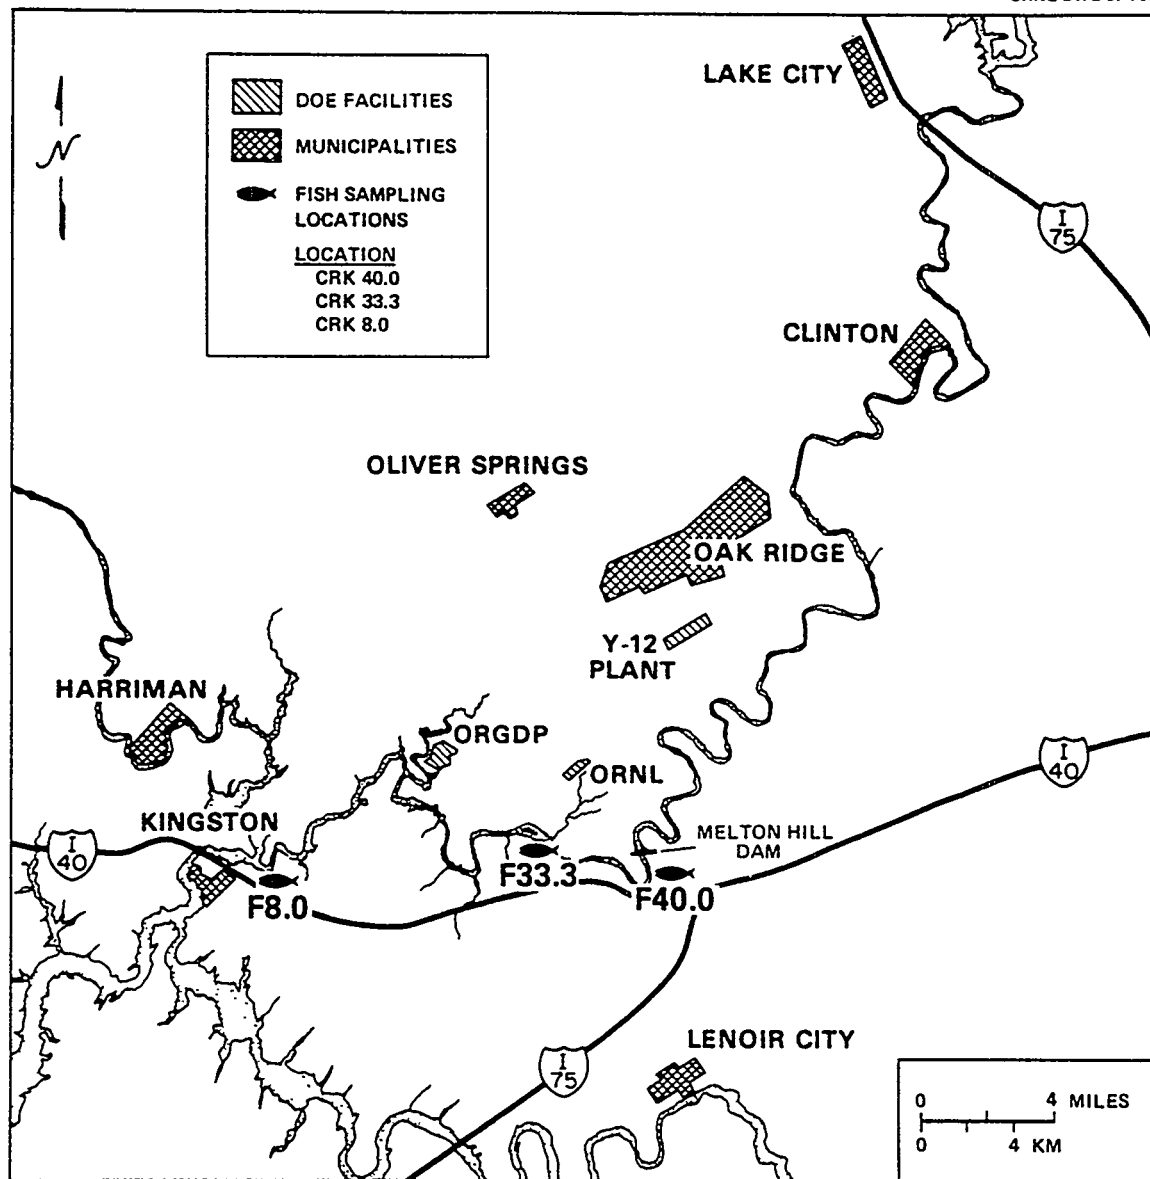 LAKE CITY
DOE FACILITIES
MUNICIPALITIES
FISH SAMPLING
LOCATIONS
LOCATION
CRK 40.0
CRK 33.3
CRK 8.0
N
I
75
CLINTON
OLIVER SPRINGS
OAK RIDGE
Y-12
PLANT
HARRIMAN
ORGDP
ORNL
I
40
KINGSTON
I
40
MELTON HILL
DAM
F33.3
F40.0
F8.0
LENOIR CITY
I
75
0 4 MILES
0 4 KM